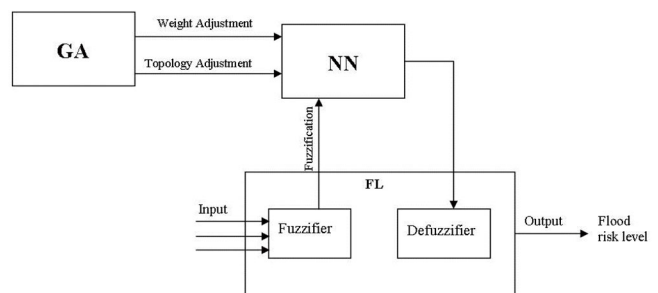 Weight Adjustment
GA
NN
Topology Adjustment
Fuzzification
FL
Input
Fuzzifier
Defuzzifier
Output
Flood
risk level